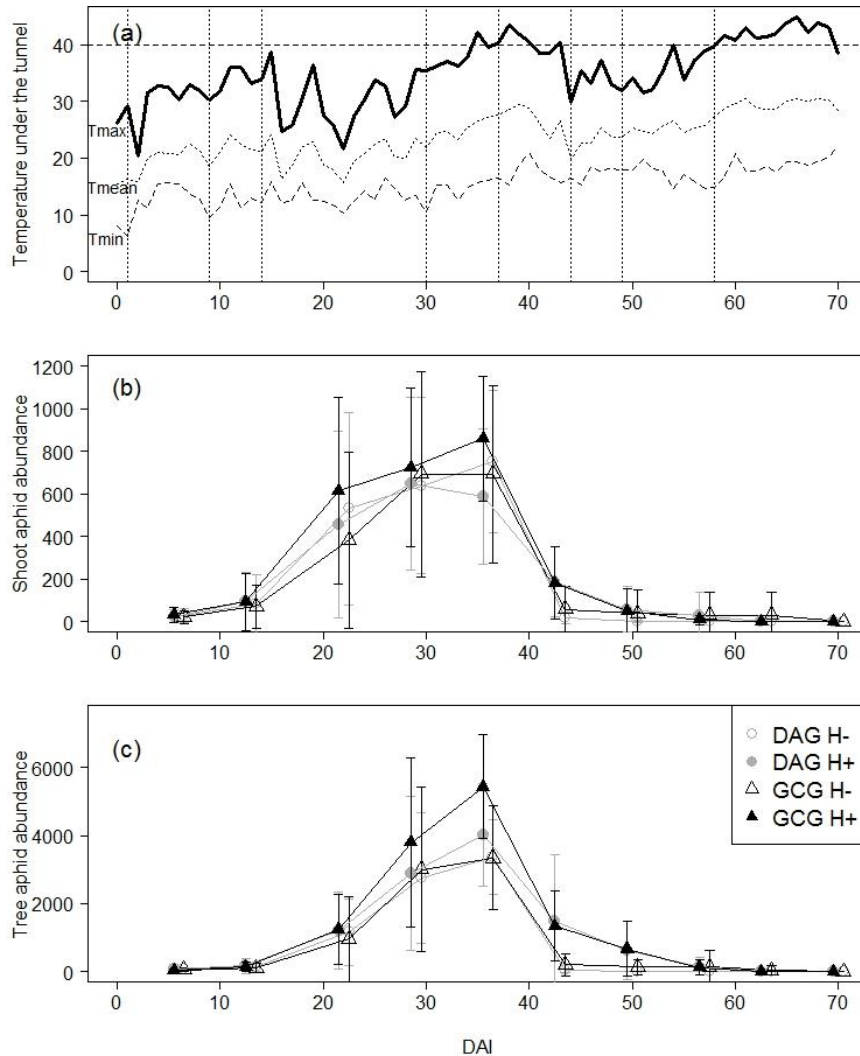 (a)
Temperature under the tunnel
40
30
20
10
0
Tmax
Tmean
Tmin
0 10 20 30 40 50 60 70
(b)
Shoot aphid abundance
1200
1000
800
600
400
200
0
0 10 20 30 40 50 60 70
(c)
Tree aphid abundance
6000
4000
2000
0
DAG H-
DAG H+
GCG H-
GCG H+
0 10 20 30 40 50 60 70
DAI